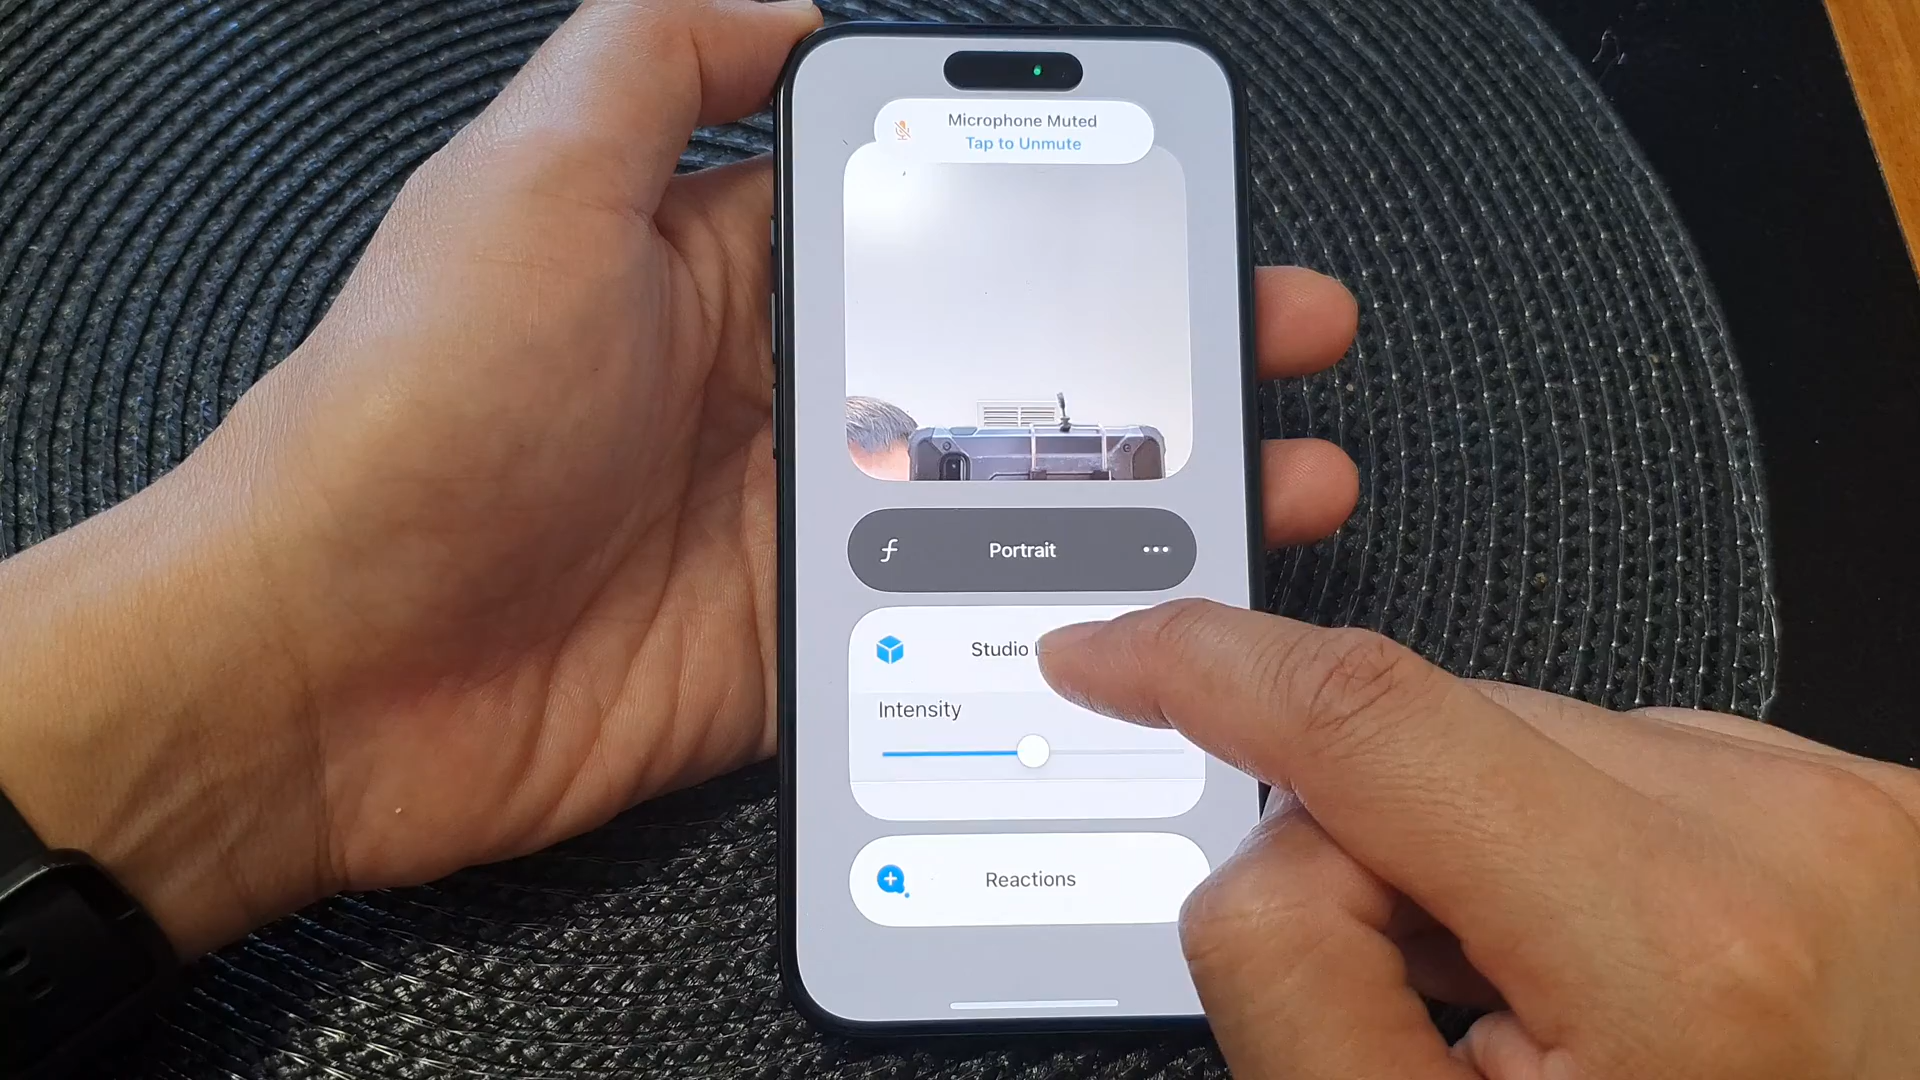 Microphone Muted
Tap to Unmute
f
Portrait
Studio
Intensity
Reactions